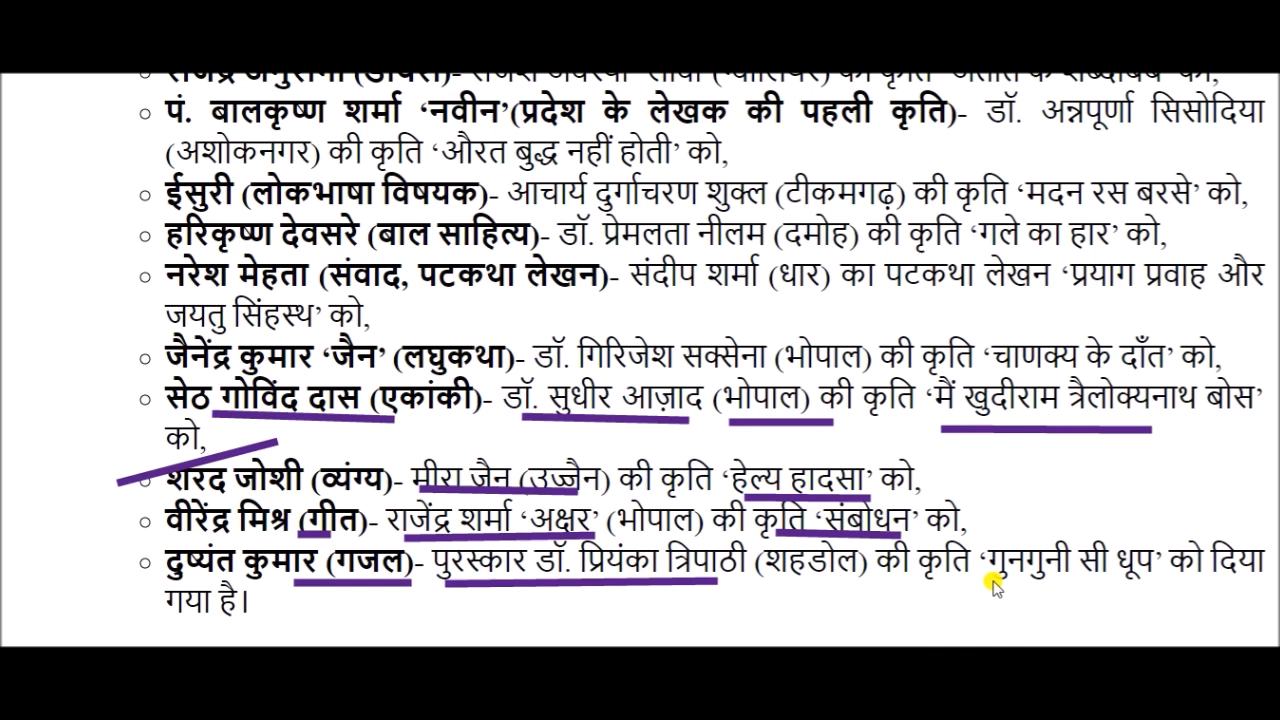 पं. बालकृष्ण शर्मा ‘नवीन’(प्रदेश के लेखक की पहली कृति)- डॉ. अन्नपूर्णा सिसोदिया
(अशोकनगर) की कृति ‘औरत बुद्ध नहीं होती’ को,
ईसुरी (लोकभाषा विषयक)- आचार्य दुर्गाचरण शुक्ल (टीकमगढ़) की कृति ‘मदन रस बरसे’ को,
हरिकृष्ण देवसरे (बाल साहित्य)- डॉ. प्रेमलता नीलम (दमोह) की कृति ‘गले का हार’ को,
नरेश मेहता (संवाद, पटकथा लेखन)- संदीप शर्मा (धार) का पटकथा लेखन ‘प्रयाग प्रवाह और
जयतु सिंहस्थ’ को,
जैनेंद्र कुमार ‘जैन’ (लघुकथा)- डॉ. गिरिजेश सक्सेना (भोपाल) की कृति ‘चाणक्य के दाँत’ को,
सेठ गोविंद दास (एकांकी)- डॉ. सुधीर आज़ाद (भोपाल) की कृति ‘मैं खुदीराम त्रैलोक्यनाथ बोस’
को,
शरद जोशी (व्यंग्य)- मीरा जैन (उज्जैन) की कृति ‘हेल्य हादसा’ को,
वीरेंद्र मिश्र (गीत)- राजेंद्र शर्मा ‘अक्षर’ (भोपाल) की कृति ‘संबोधन’ को,
दुष्यंत कुमार (गजल)- पुरस्कार डॉ. प्रियंका त्रिपाठी (शहडोल) की कृति ‘गुनगुनी सी धूप’ को दिया
गया है।